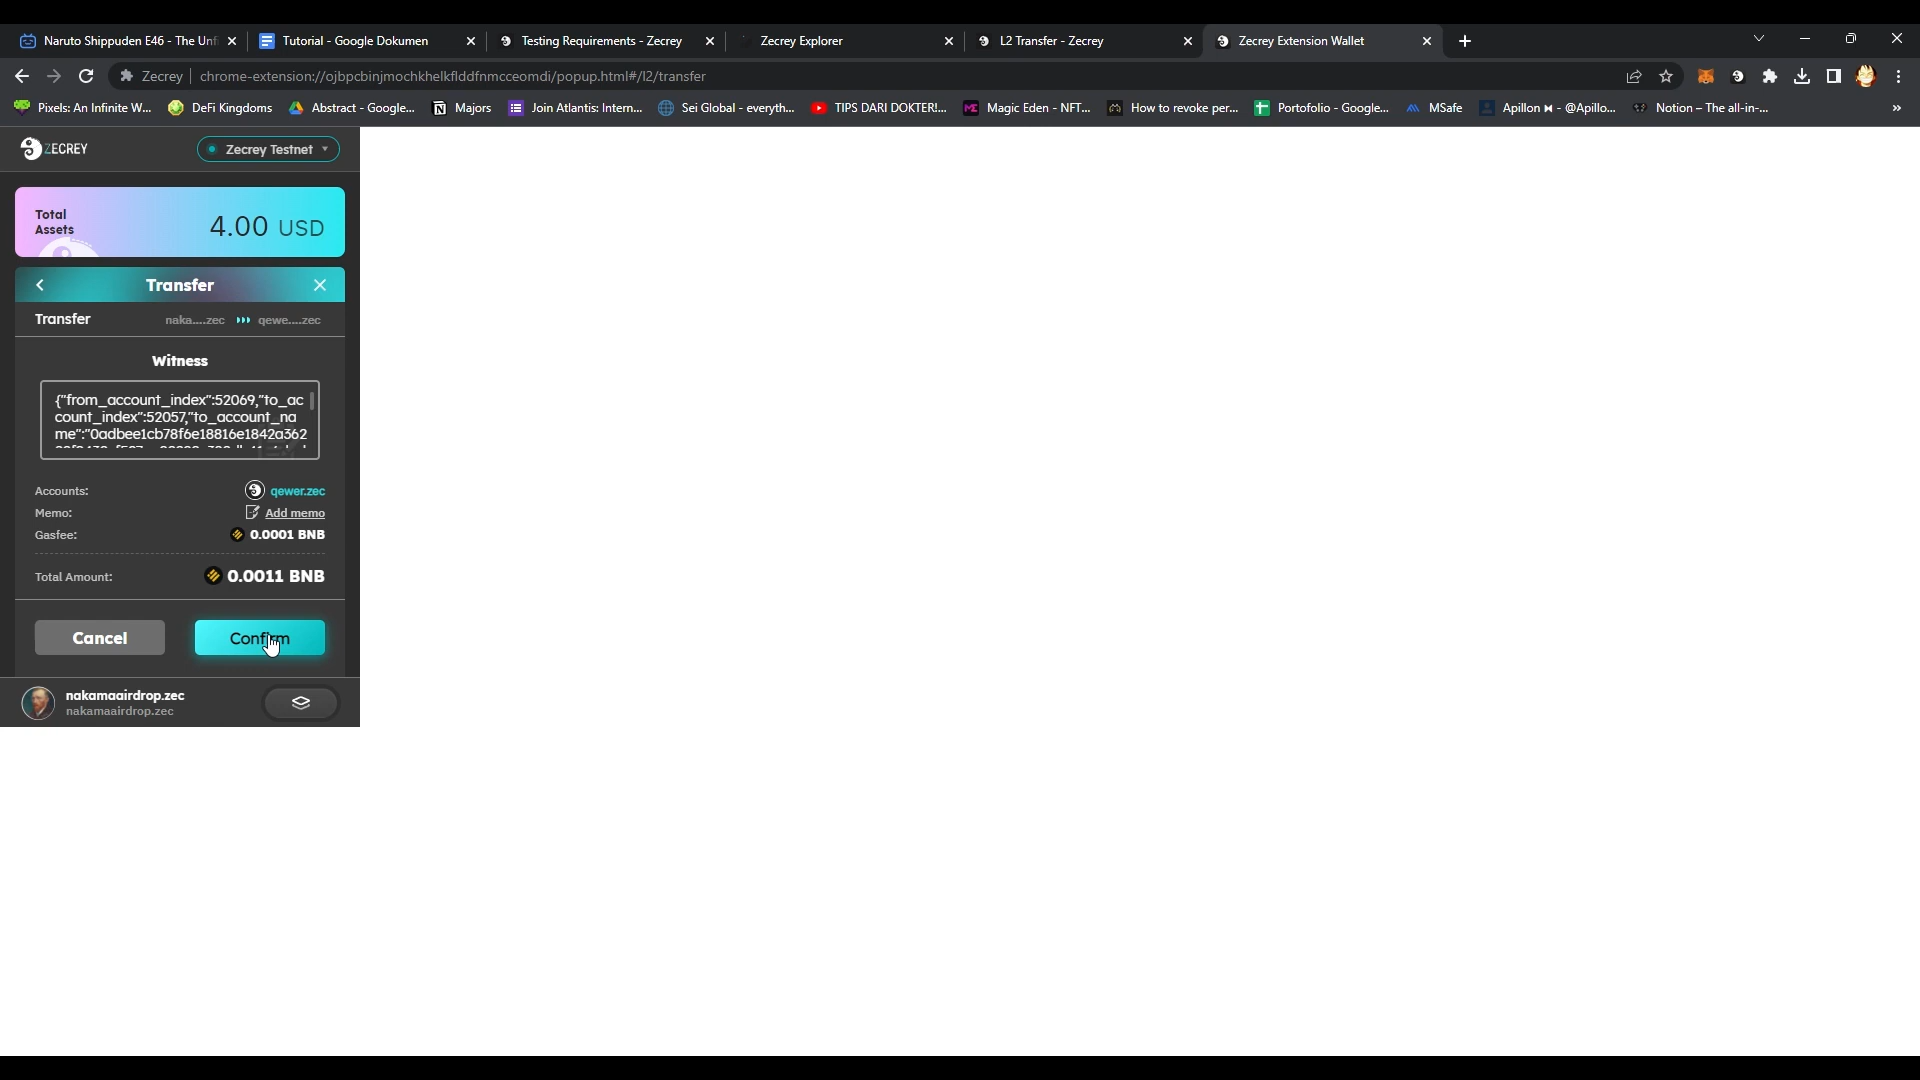 Naruto Shippuden E46 - The Unfi
Tutorial - Google Dokumen
Testing Requirements - Zecrey
Zecrey Explorer
L2 Transfer - Zecrey
Zecrey Extension Wallet
Zecrey
chrome-extension://ojbpcbinjmochkhelkflddfnmcceomdi/popup.html#/l2/transfer
Pixels: An Infinite W...
DeFi Kingdoms
Abstract - Google...
Majors
Join Atlantis: Intern...
Sei Global - everyth...
TIPS DARI DOKTER!...
Magic Eden - NFT...
How to revoke per...
Portofolio - Google...
MSafe
Apillon ⧓ - @Apillo...
Notion – The all-in-...
»
ZECREY
Zecrey Testnet
Total
Assets
4.00 USD
Transfer
Transfer
naka....zec
qewe....zec
Witness
{"from_account_index":52069,"to_ac
count_index":52057,"to_account_na
me":"0adbee1cb78f6e18816e1842a362
Accounts:
qewer.zec
Memo:
Add memo
Gasfee:
0.0001 BNB
Total Amount:
0.0011 BNB
Cancel
Confirm
nakamaairdrop.zec
nakamaairdrop.zec